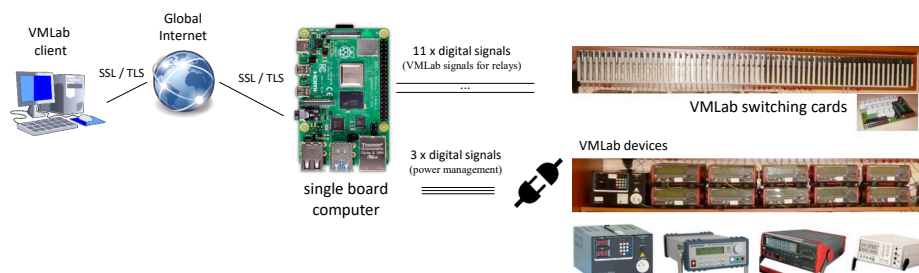 VMLab
client
Global
Internet
SSL / TLS
SSL / TLS
single board
computer
11 x digital signals
(VMLab signals for relays)
...
3 x digital signals
(power management)
VMLab switching cards
VMLab devices